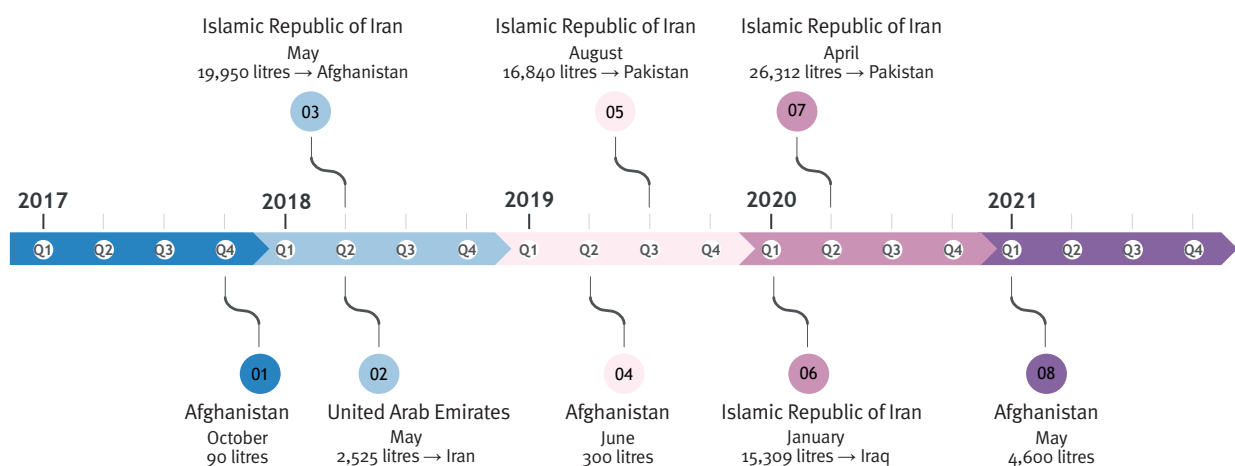 Islamic Republic of Iran
May
19,950 litres → Afghanistan
03
Islamic Republic of Iran
August
16,840 litres → Pakistan
05
Islamic Republic of Iran
April
26,312 litres → Pakistan
07
2017 2018 2019 2020 2021
Q1 Q2 Q3 Q4 Q1 Q2 Q3 Q4 Q1 Q2 Q3 Q4 Q1 Q2 Q3 Q4 Q1 Q2 Q3 Q4
01
Afghanistan
October
90 litres
02
United Arab Emirates
May
2,525 litres → Iran
04
Afghanistan
June
300 litres
06
Islamic Republic of Iran
January
15,309 litres → Iraq
08
Afghanistan
May
4,600 litres